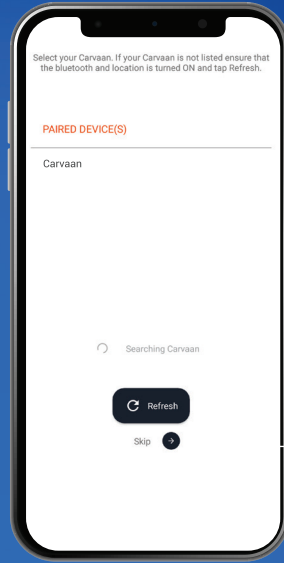 Select your Carvaan. If your Carvaan is not listed ensure that
the bluetooth and location is turned ON and tap Refresh.
PAIRED DEVICE(S)
Carvaan
Searching Carvaan
Refresh
Skip